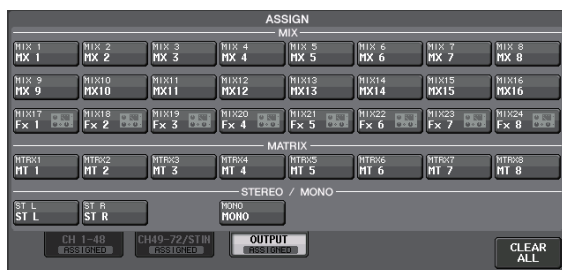 ASSIGN
MIX
MIX 1 MIX 2 MIX 3 MIX 4 MIX 5 MIX 6 MIX 7 MIX 8
MX 1 MX 2 MX 3 MX 4 MX 5 MX 6 MX 7 MX 8
MIX 9 MIX10 MIX11 MIX12 MIX13 MIX14 MIX15 MIX16
MX 9 MX10 MX11 MX12 MX13 MX14 MX15 MX16
MIX17 MIX18 MIX19 MIX20 MIX21 MIX22 MIX23 MIX24
Fx 1 Fx 2 Fx 3 Fx 4 Fx 5 Fx 6 Fx 7 Fx 8
MATRIX
MTRX1 MTRX2 MTRX3 MTRX4 MTRX5 MTRX6 MTRX7 MTRX8
MT 1 MT 2 MT 3 MT 4 MT 5 MT 6 MT 7 MT 8
STEREO / MONO
ST L ST R MONO
ST L ST R MONO
CH 1-48 CH49-72/STIN OUTPUT
ASSIGNED ASSIGNED ASSIGNED
CLEAR
ALL